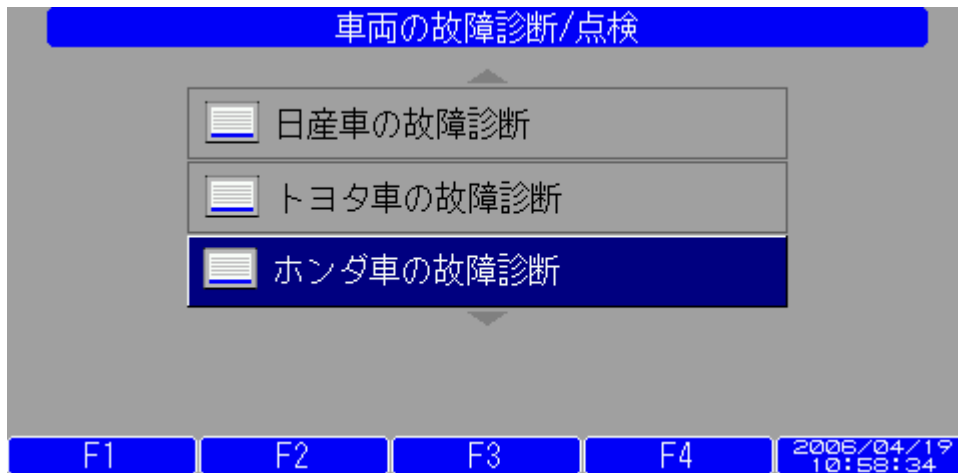 車両の故障診断/点検
日産車の故障診断
トヨタ車の故障診断
ホンダ車の故障診断
F1 F2 F3 F4 2006/04/19
10:58:34